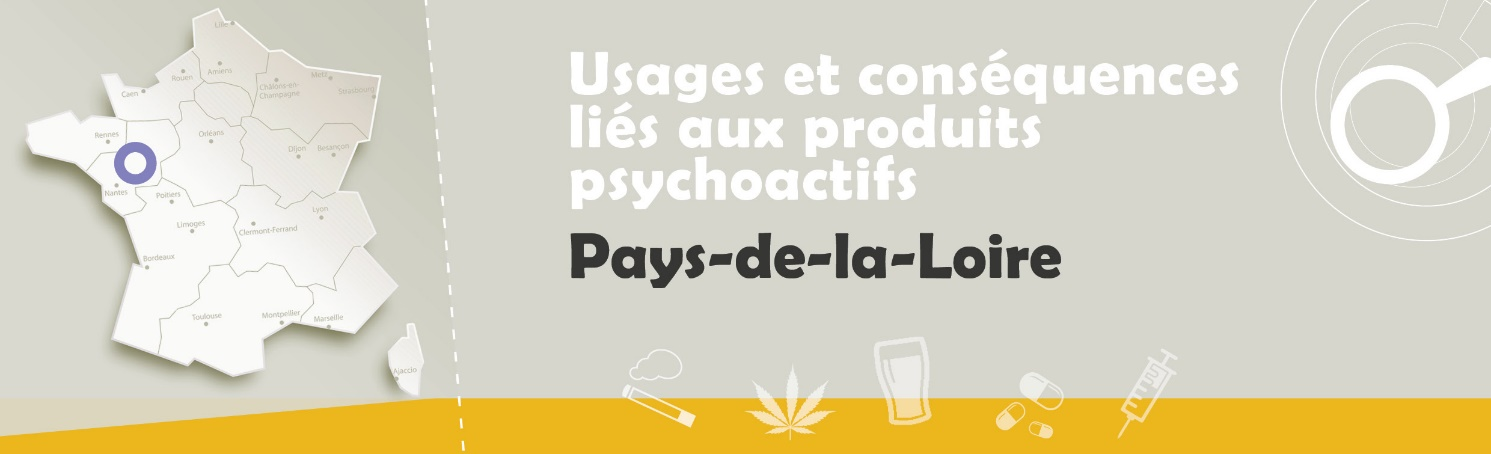 Usages et conséquences
liés aux produits
psychoactifs
Pays-de-la-Loire
Lille
Rouen
Amiens
Metz
Châlons-en-
Champagne
Strasbourg
Caen
Rennes
Orléans
Dijon
Besançon
Nantes
Poitiers
Limoges
Clermont-Ferrand
Lyon
Bordeaux
Toulouse
Montpellier
Marseille
Ajaccio